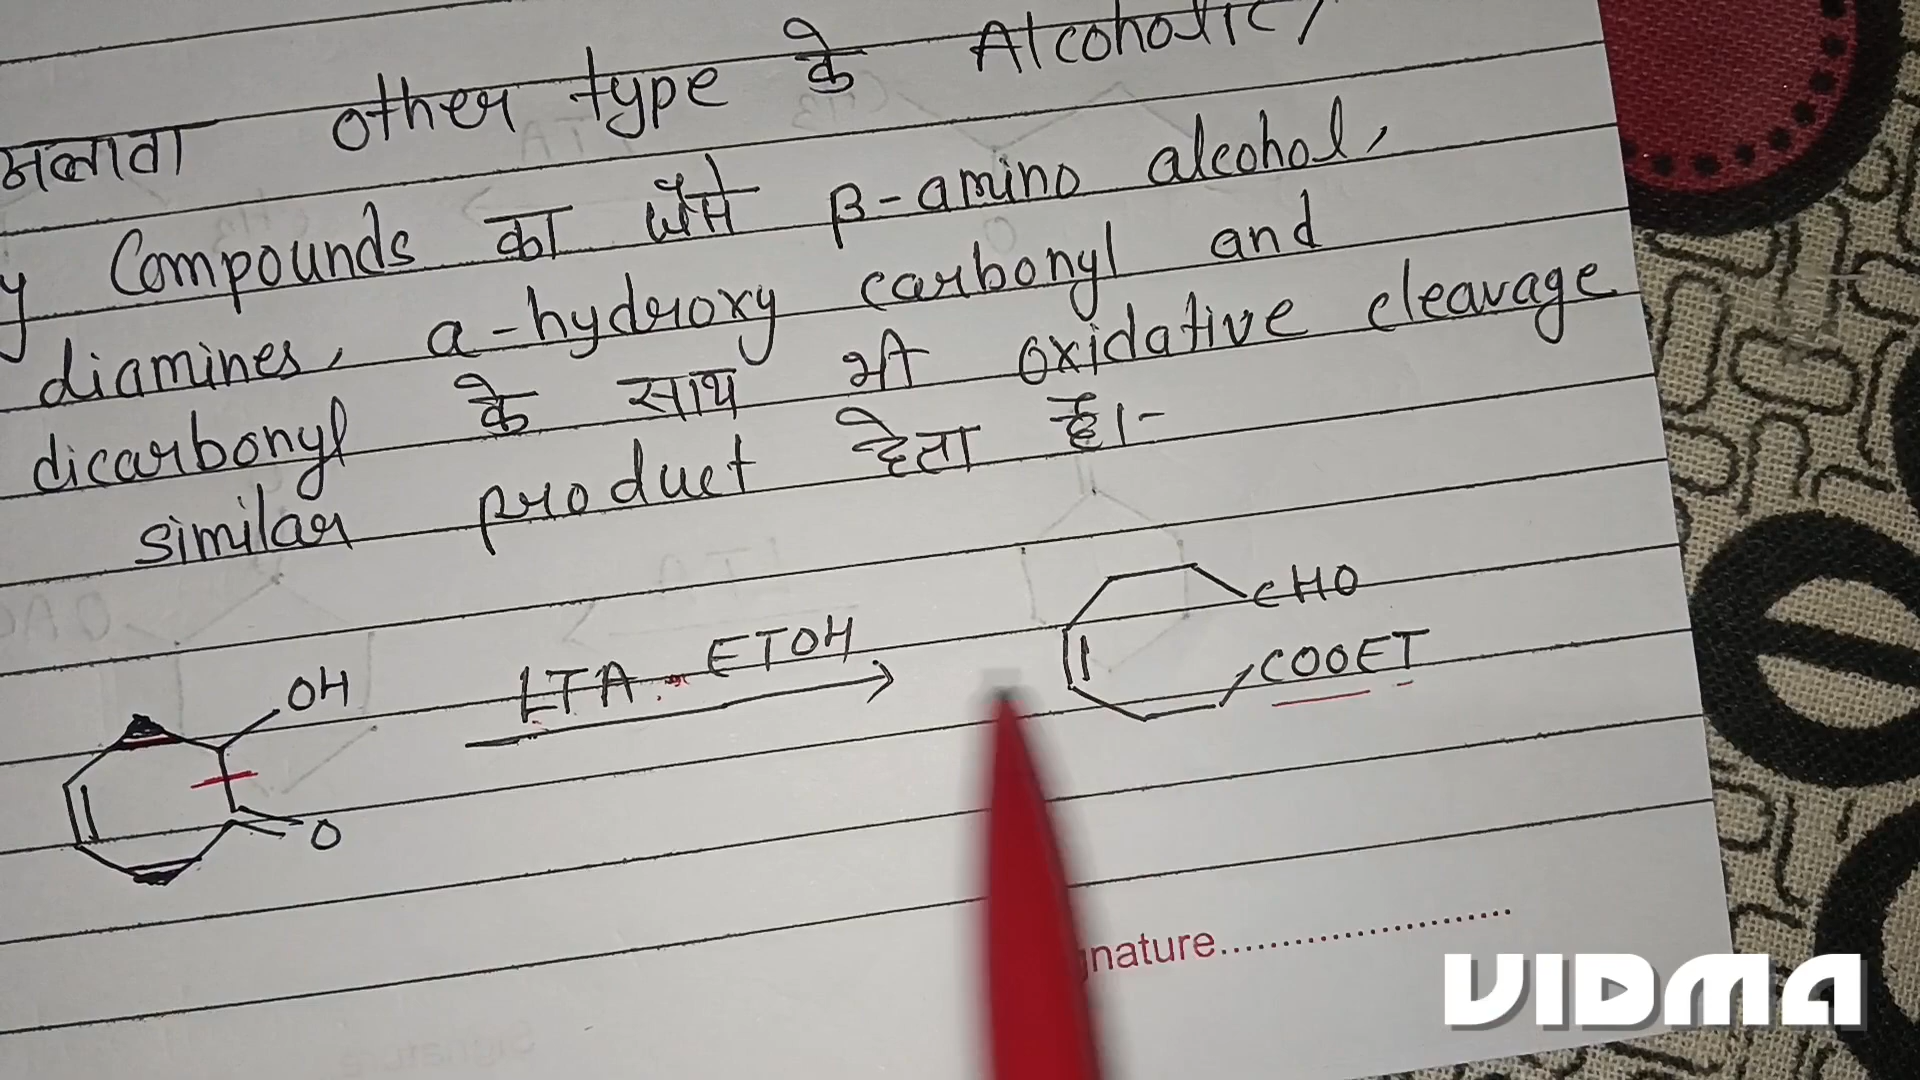 अलावा other type के Alcoholic,
y Compounds का जैसे β-amino alcohol,
diamines, α-hydroxy carbonyl and
dicarbonyl के साथ भी oxidative cleavage
similar product देता है।-
OH
O
LTA ETOH
CHO
COOET
nature
VIDMA